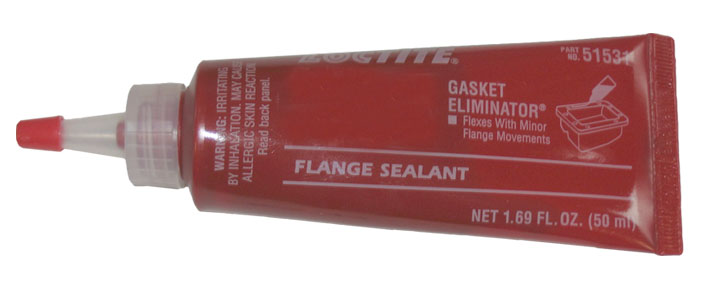 LOCTITE®
PART
NO. 51531
GASKET
ELIMINATOR®
■ Flexes With Minor
Flange Movements
WARNING: IRRITATING
BY INHALATION. MAY CAUSE
ALLERGIC SKIN REACTION.
Read back panel.
FLANGE SEALANT
NET 1.69 FL. OZ. (50 ml)